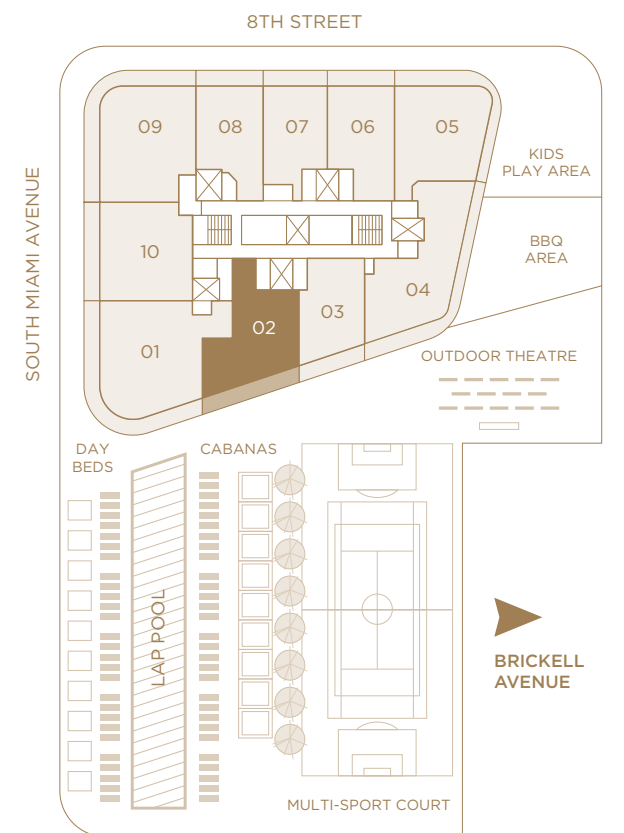 8TH STREET
SOUTH MIAMI AVENUE
09
08
07
06
05
KIDS
PLAY AREA
10
BBQ
AREA
04
03
02
01
OUTDOOR THEATRE
DAY
BEDS
CABANAS
LAP POOL
BRICKELL
AVENUE
MULTI-SPORT COURT